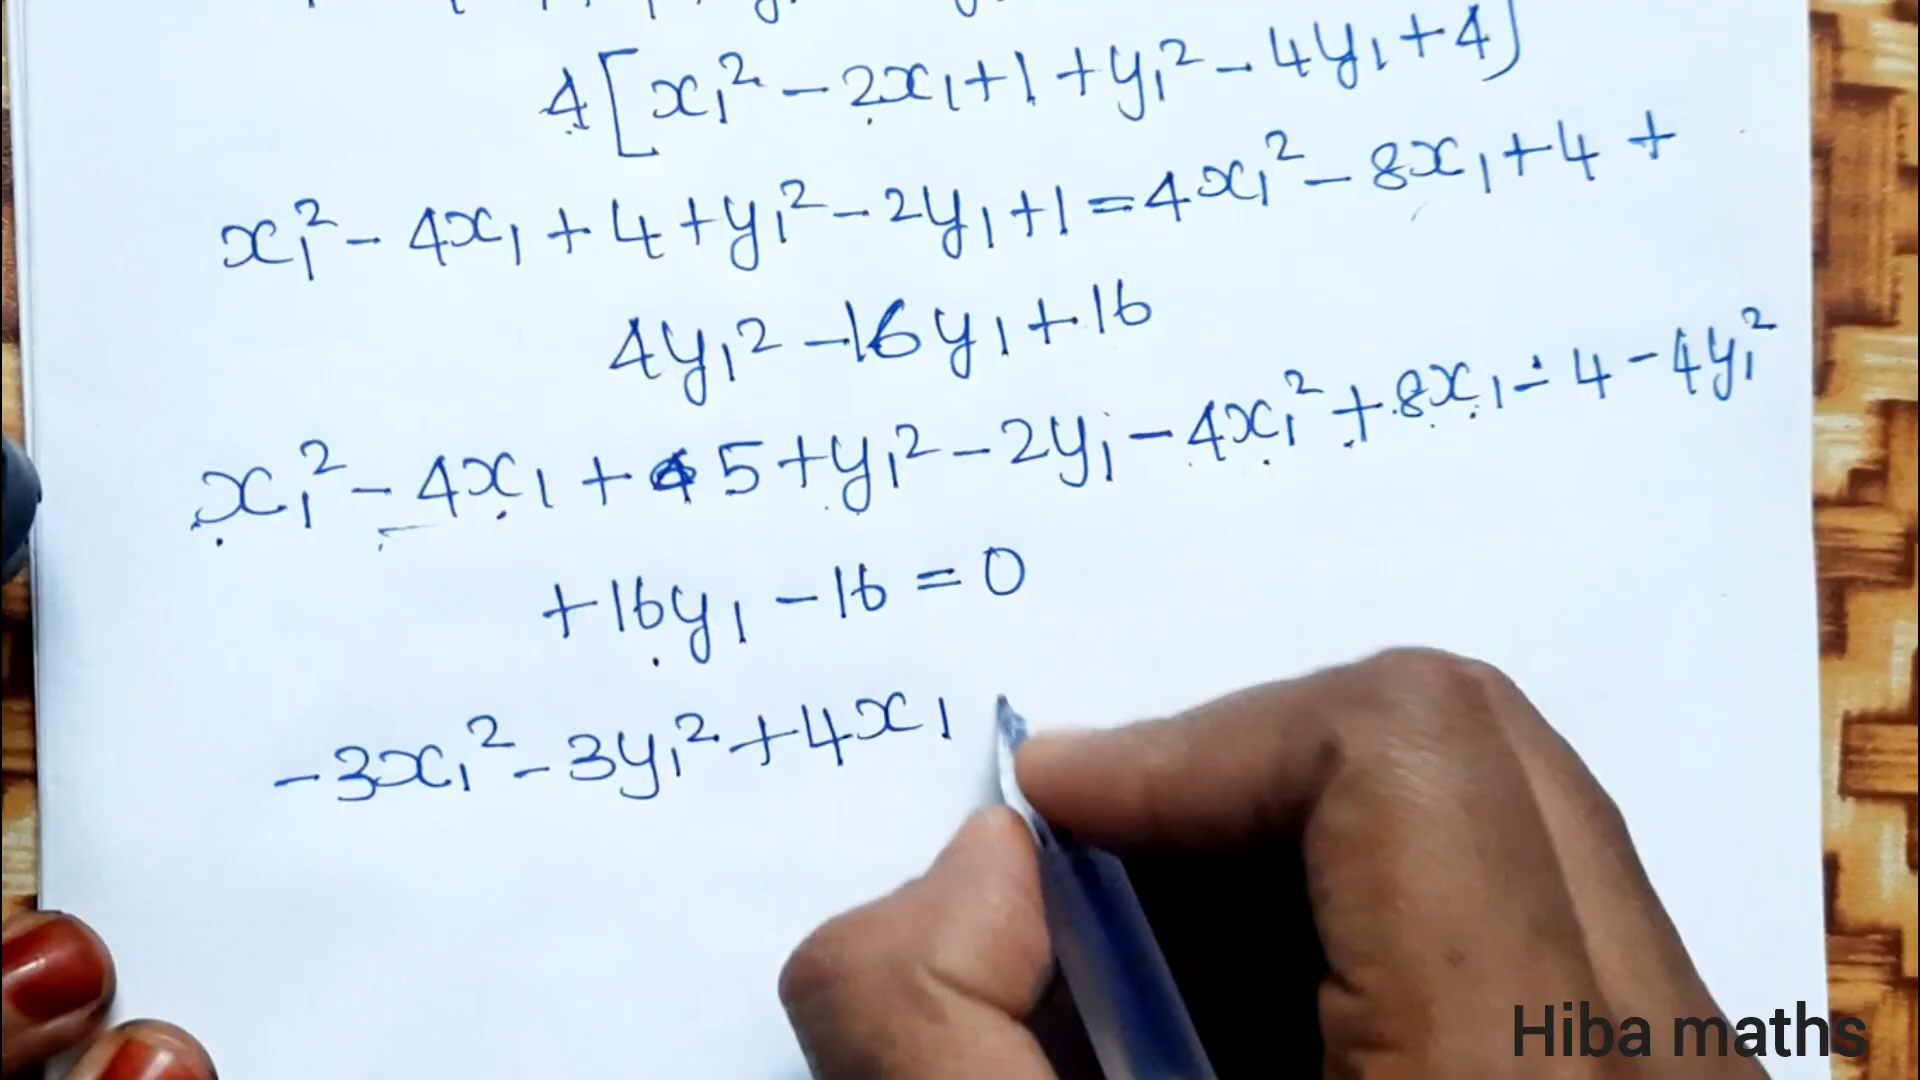 4[x₁² - 2x₁ + 1 + y₁² - 4y₁ + 4]
x₁² - 4x₁ + 4 + y₁² - 2y₁ + 1 = 4x₁² - 8x₁ + 4 +
4y₁² - 16y₁ + 16
x₁² - 4x₁ + 5 + y₁² - 2y₁ - 4x₁² + 8x₁ - 4 - 4y₁²
+ 16y₁ - 16 = 0
-3x₁² - 3y₁² + 4x₁
Hiba maths